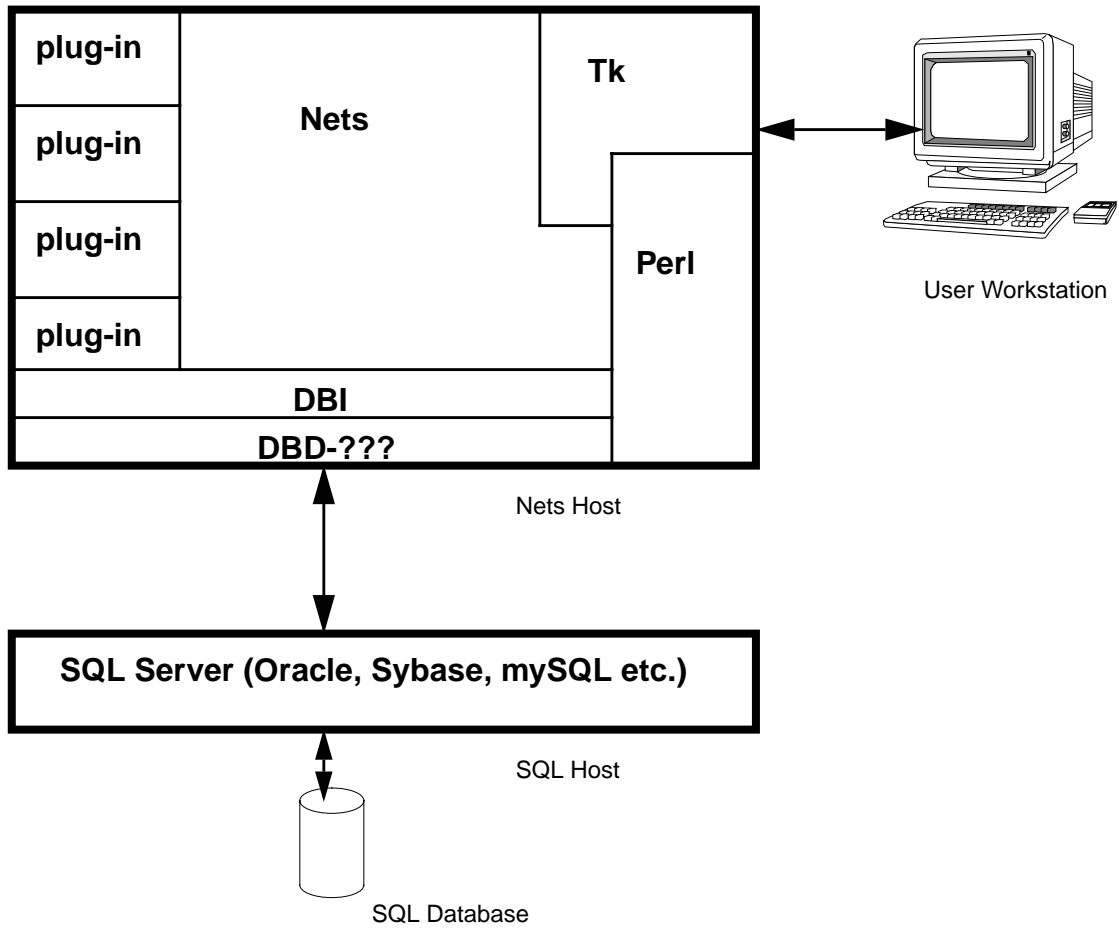 plug-in
Tk
Nets
plug-in
plug-in
Perl
User Workstation
plug-in
DBI
DBD-???
Nets Host
SQL Server (Oracle, Sybase, mySQL etc.)
SQL Host
SQL Database